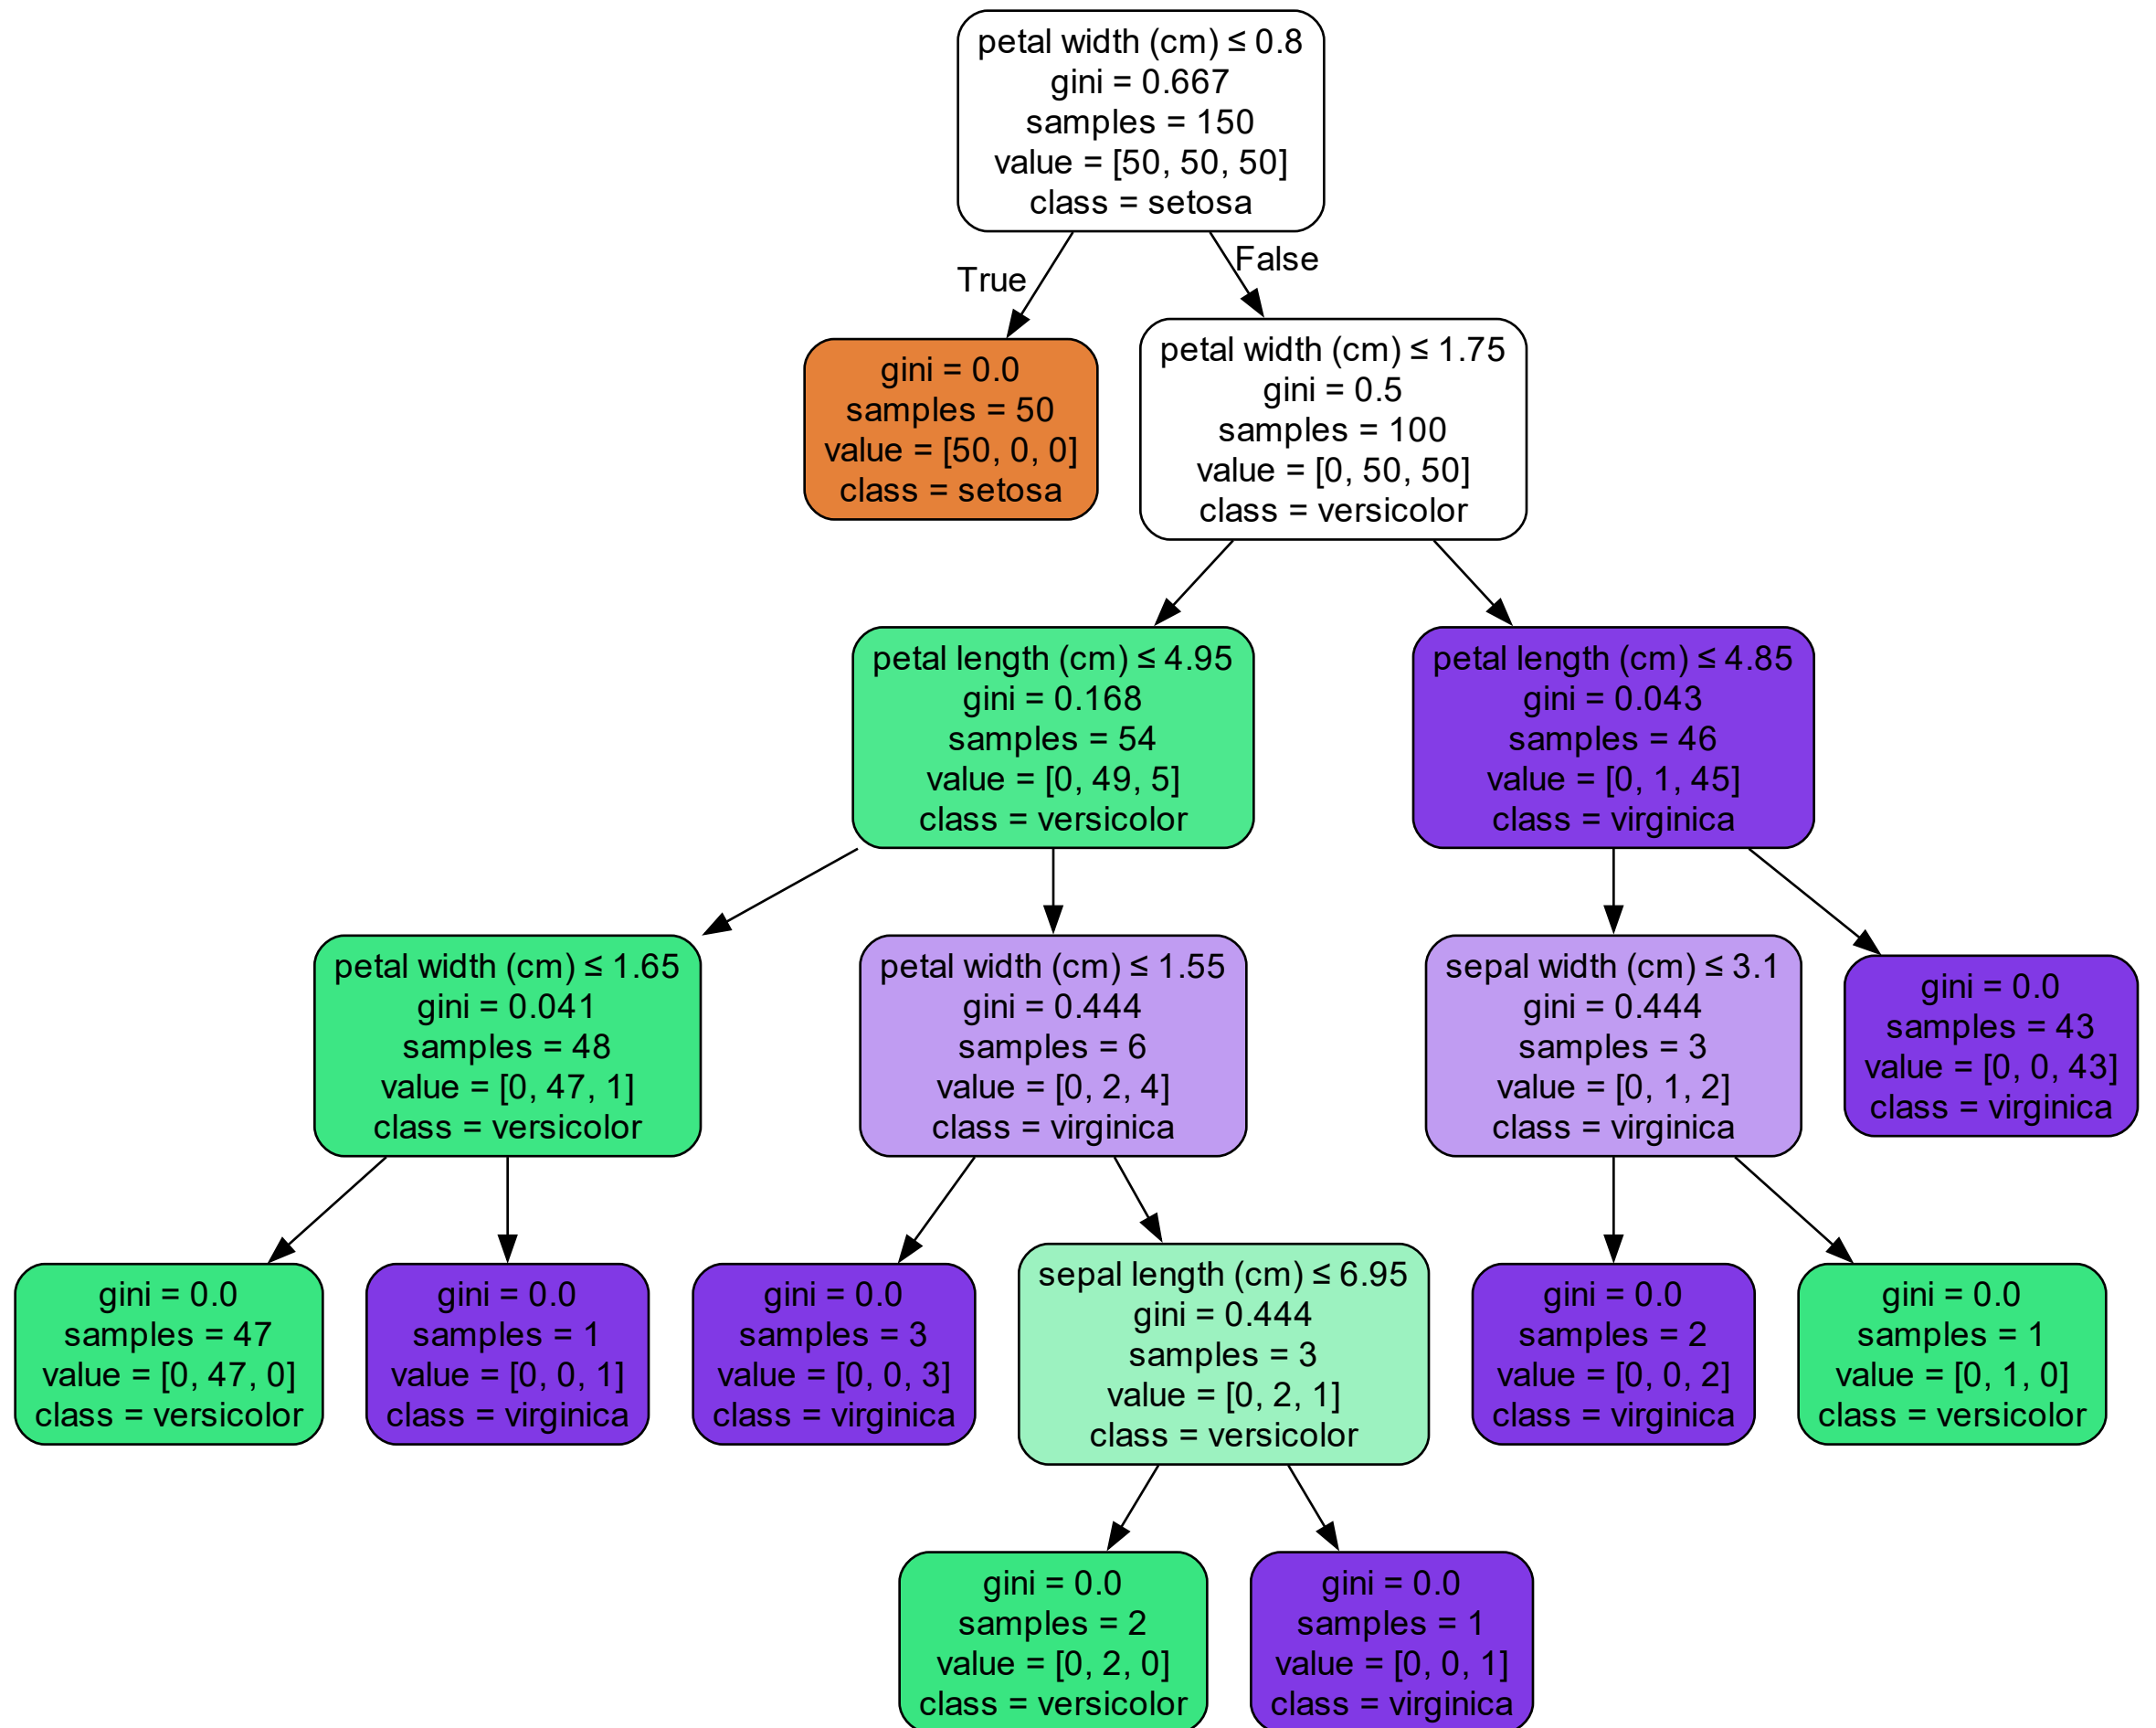 petal width (cm) ≤ 0.8
gini = 0.667
samples = 150
value = [50, 50, 50]
class = setosa
True
False
gini = 0.0
samples = 50
value = [50, 0, 0]
class = setosa
petal width (cm) ≤ 1.75
gini = 0.5
samples = 100
value = [0, 50, 50]
class = versicolor
petal length (cm) ≤ 4.95
gini = 0.168
samples = 54
value = [0, 49, 5]
class = versicolor
petal length (cm) ≤ 4.85
gini = 0.043
samples = 46
value = [0, 1, 45]
class = virginica
petal width (cm) ≤ 1.65
gini = 0.041
samples = 48
value = [0, 47, 1]
class = versicolor
petal width (cm) ≤ 1.55
gini = 0.444
samples = 6
value = [0, 2, 4]
class = virginica
sepal width (cm) ≤ 3.1
gini = 0.444
samples = 3
value = [0, 1, 2]
class = virginica
gini = 0.0
samples = 43
value = [0, 0, 43]
class = virginica
gini = 0.0
samples = 47
value = [0, 47, 0]
class = versicolor
gini = 0.0
samples = 1
value = [0, 0, 1]
class = virginica
gini = 0.0
samples = 3
value = [0, 0, 3]
class = virginica
sepal length (cm) ≤ 6.95
gini = 0.444
samples = 3
value = [0, 2, 1]
class = versicolor
gini = 0.0
samples = 2
value = [0, 0, 2]
class = virginica
gini = 0.0
samples = 1
value = [0, 1, 0]
class = versicolor
gini = 0.0
samples = 2
value = [0, 2, 0]
class = versicolor
gini = 0.0
samples = 1
value = [0, 0, 1]
class = virginica